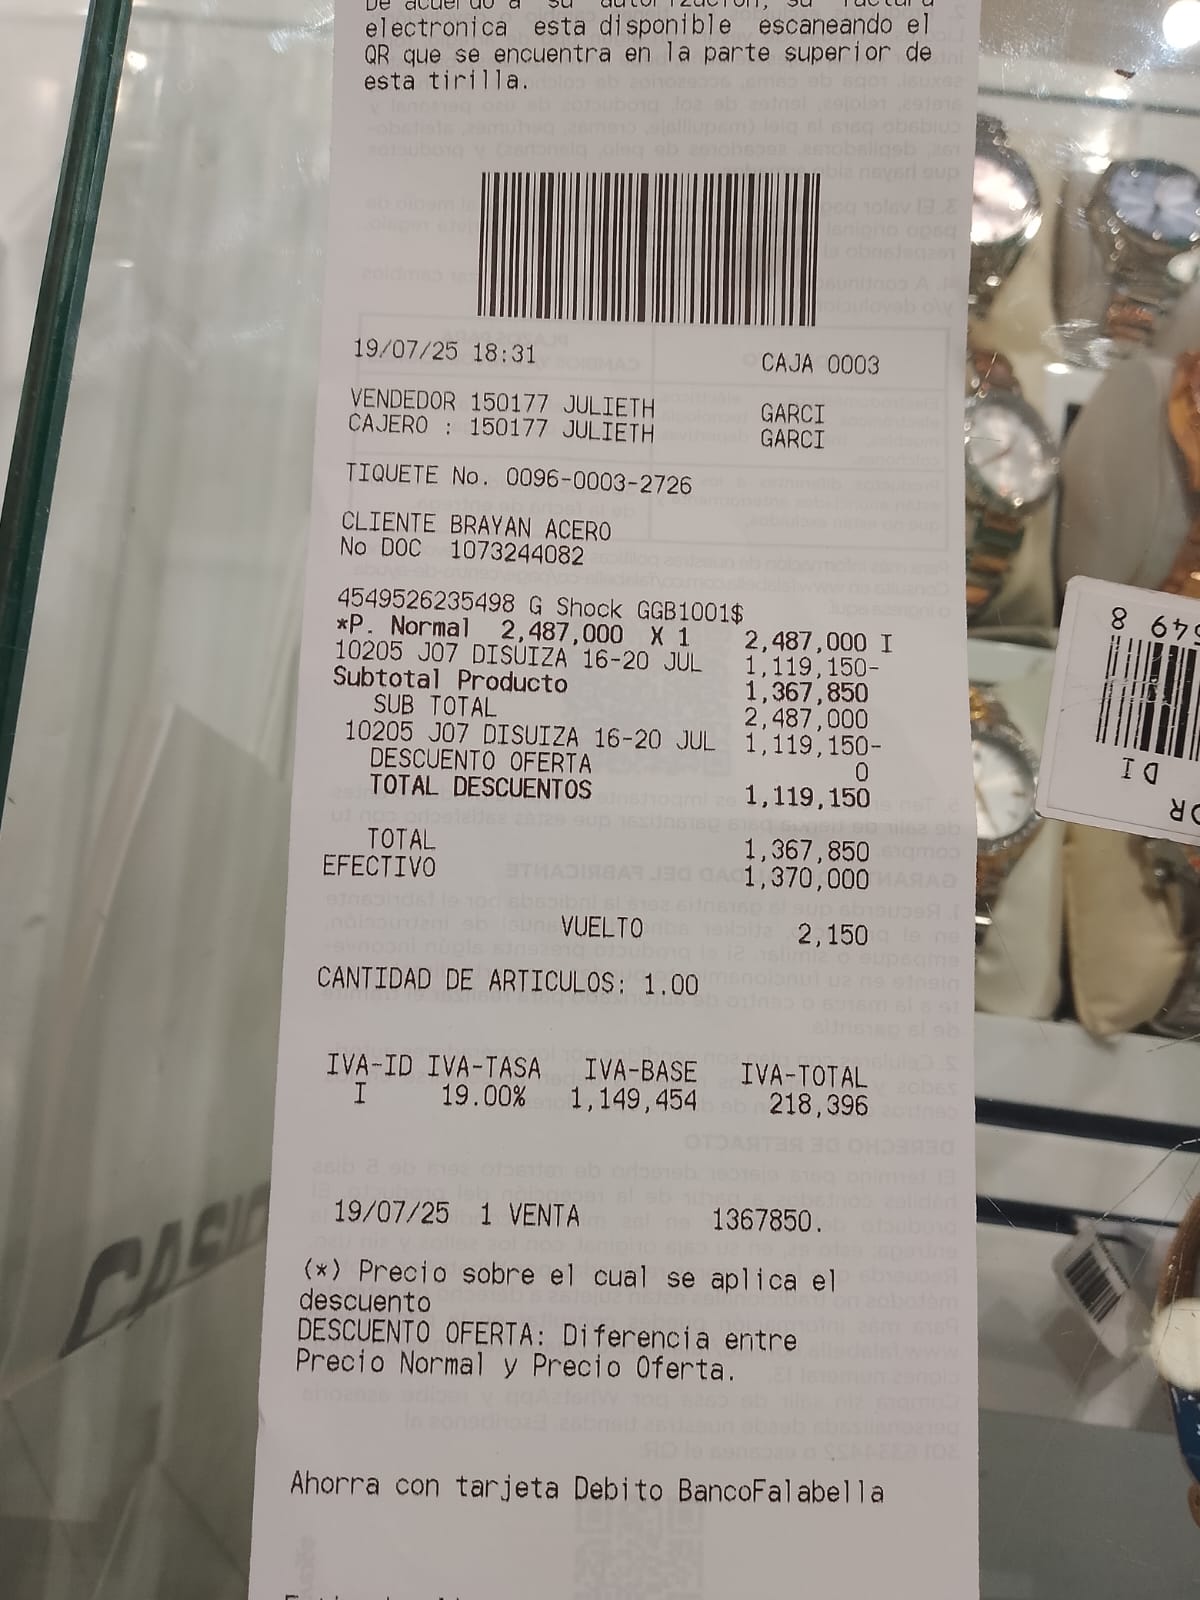 De acuerdo a su autorizacion, su factura
electronica esta disponible escaneando el
QR que se encuentra en la parte superior de
esta tirilla.
19/07/25 18:31 CAJA 0003
VENDEDOR 150177 JULIETH GARCI
CAJERO : 150177 JULIETH GARCI
TIQUETE No. 0096-0003-2726
CLIENTE BRAYAN ACERO
No DOC 1073244082
4549526235498 G Shock GGB1001$
*P. Normal 2,487,000 X 1 2,487,000 I
10205 J07 DISUIZA 16-20 JUL 1,119,150-
Subtotal Producto 1,367,850
SUB TOTAL 2,487,000
10205 J07 DISUIZA 16-20 JUL 1,119,150-
DESCUENTO OFERTA 0
TOTAL DESCUENTOS 1,119,150
TOTAL 1,367,850
EFECTIVO 1,370,000
VUELTO 2,150
CANTIDAD DE ARTICULOS: 1.00
IVA-ID IVA-TASA IVA-BASE IVA-TOTAL
I 19.00% 1,149,454 218,396
19/07/25 1 VENTA 1367850.
(*) Precio sobre el cual se aplica el
descuento
DESCUENTO OFERTA: Diferencia entre
Precio Normal y Precio Oferta.
Ahorra con tarjeta Debito BancoFalabella
CASIO